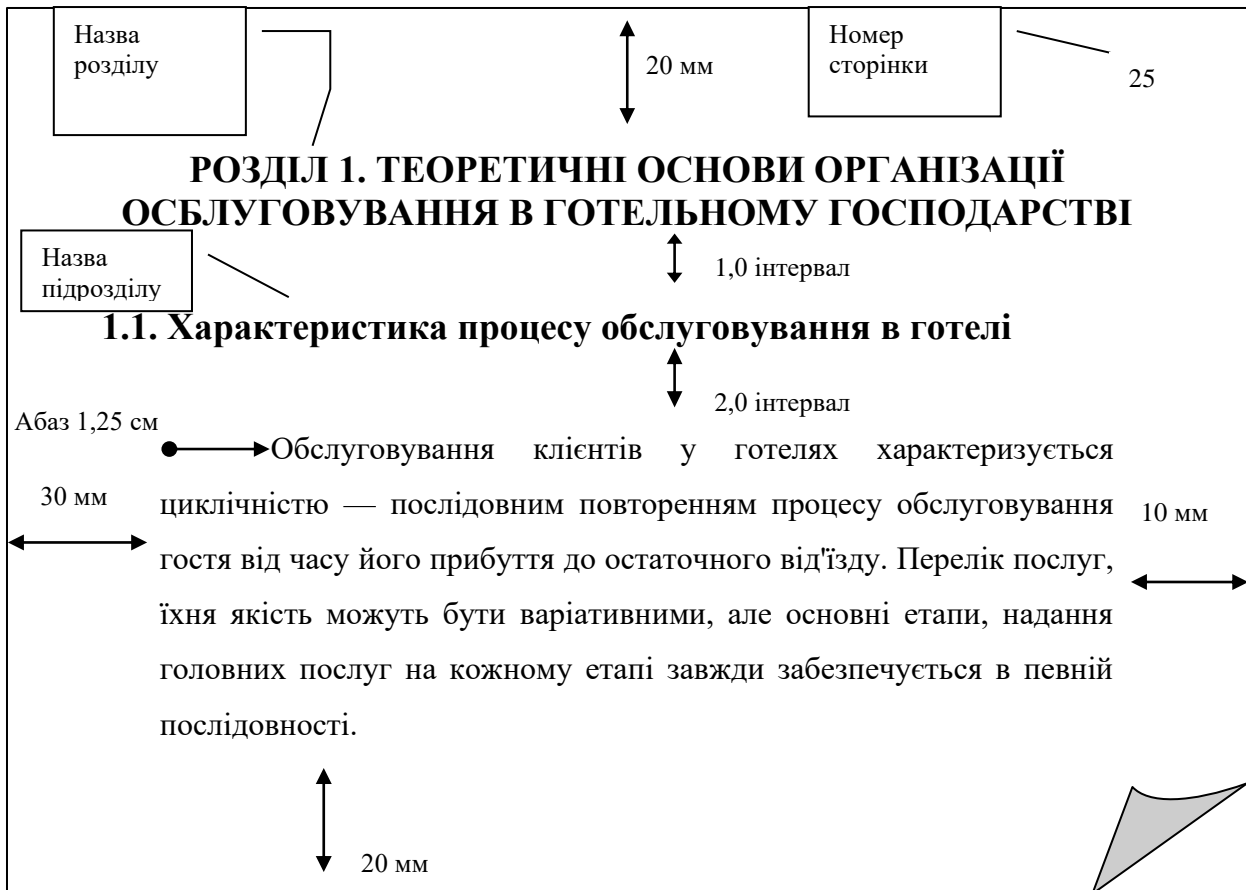 Назва
розділу
20 мм
Номер
сторінки
25
РОЗДІЛ 1. ТЕОРЕТИЧНІ ОСНОВИ ОРГАНІЗАЦІЇ
ОСБЛУГОВУВАННЯ В ГОТЕЛЬНОМУ ГОСПОДАРСТВІ
1,0 інтервал
Назва
підрозділу
1.1. Характеристика процесу обслуговування в готелі
2,0 інтервал
Абаз 1,25 см
Обслуговування клієнтів у готелях характеризується
30 мм
циклічністю — послідовним повторенням процесу обслуговування
10 мм
гостя від часу його прибуття до остаточного від'їзду. Перелік послуг,
їхня якість можуть бути варіативними, але основні етапи, надання
головних послуг на кожному етапі завжди забезпечується в певній
послідовності.
20 мм